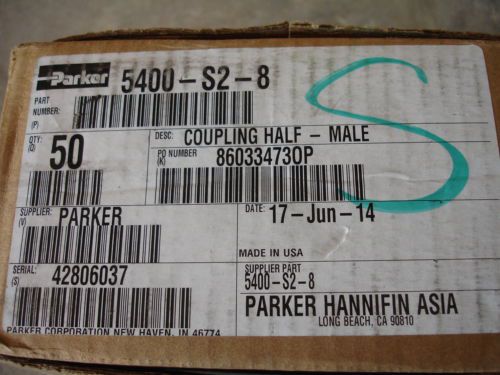 Parker 5400-S2-8
PART
NUMBER:
(P)
QTY:
(Q)
50
DESC: COUPLING HALF - MALE
PO NUMBER
(K)
86033473OP
SUPPLIER:
(V)
PARKER
DATE: 17-Jun-14
MADE IN USA
SERIAL:
(S)
42806037
SUPPLIER PART
5400-S2-8
PARKER HANNIFIN ASIA
LONG BEACH, CA 90810
PARKER CORPORATION NEW HAVEN, IN 46774
S